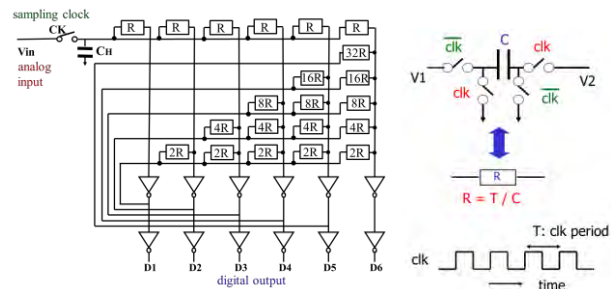 sampling clock
CK
Vin
analog
input
CH
R R R R R R
32R
16R 16R
8R 8R 8R
4R 4R 4R 4R
2R 2R 2R 2R 2R
D1 D2 D3 D4 D5 D6
digital output
clk C clk
V1 V2
clk clk
R
R = T / C
T: clk period
clk
time